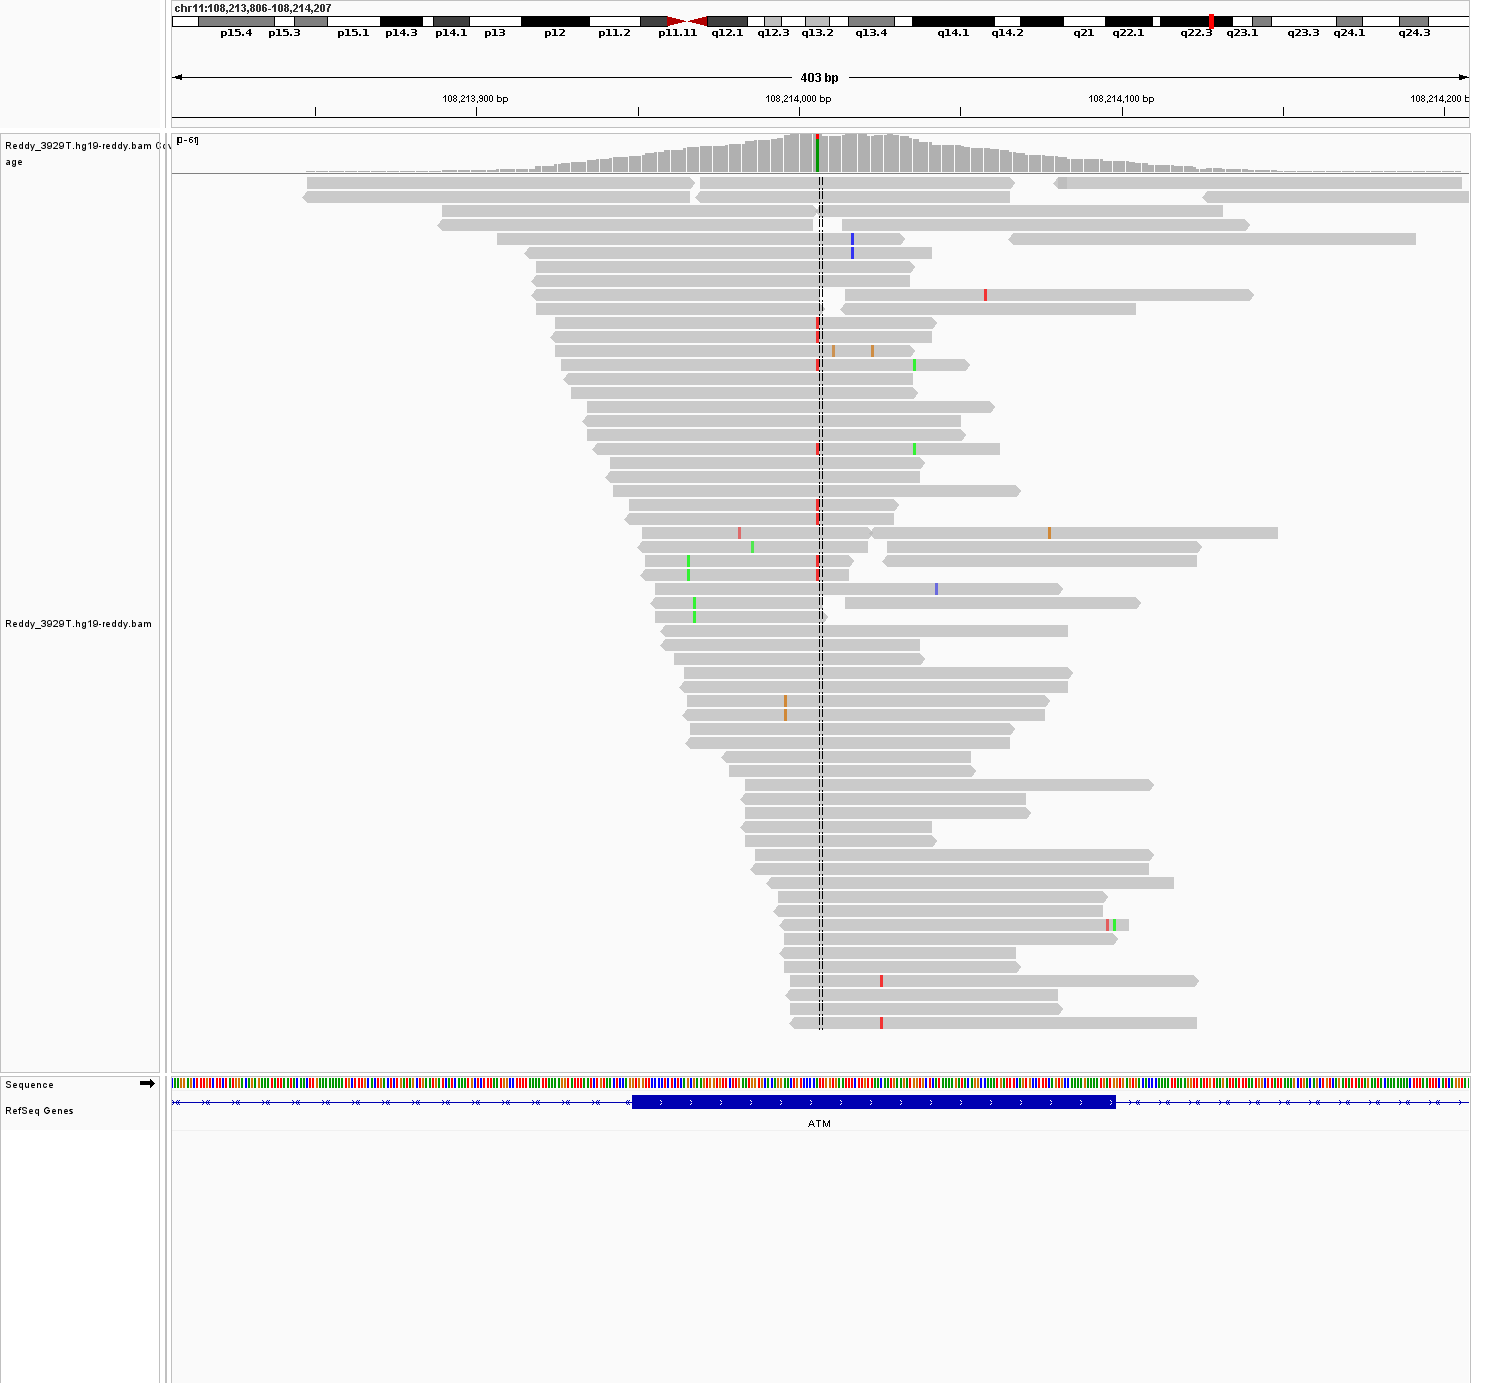 chr11:108,213,806-108,214,207
p15.4 p15.3 p15.1 p14.3 p14.1 p13 p12 p11.2 p11.11 q12.1 q12.3 q13.2 q13.4 q14.1 q14.2 q21 q22.1 q22.3 q23.1 q23.3 q24.1 q24.3
403 bp
108,213,900 bp 108,214,000 bp 108,214,100 bp 108,214,200 b
Reddy_3929T.hg19-reddy.bam Cov
age
[0-61]
Reddy_3929T.hg19-reddy.bam
Sequence
RefSeq Genes
ATM